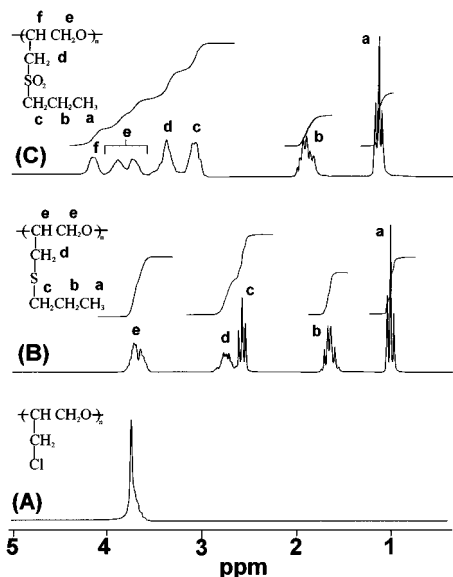 f e
-(-CH CH₂O-)-n
CH₂ d
SO₂
CH₂CH₂CH₃
c b a
(C)
f e d c b a
e e
-(-CH CH₂O-)-n
CH₂ d
S
CH₂CH₂CH₃
c b a
(B)
e d c b a
-(-CH CH₂O-)-n
CH₂
Cl
(A)
5 4 3 2 1
ppm